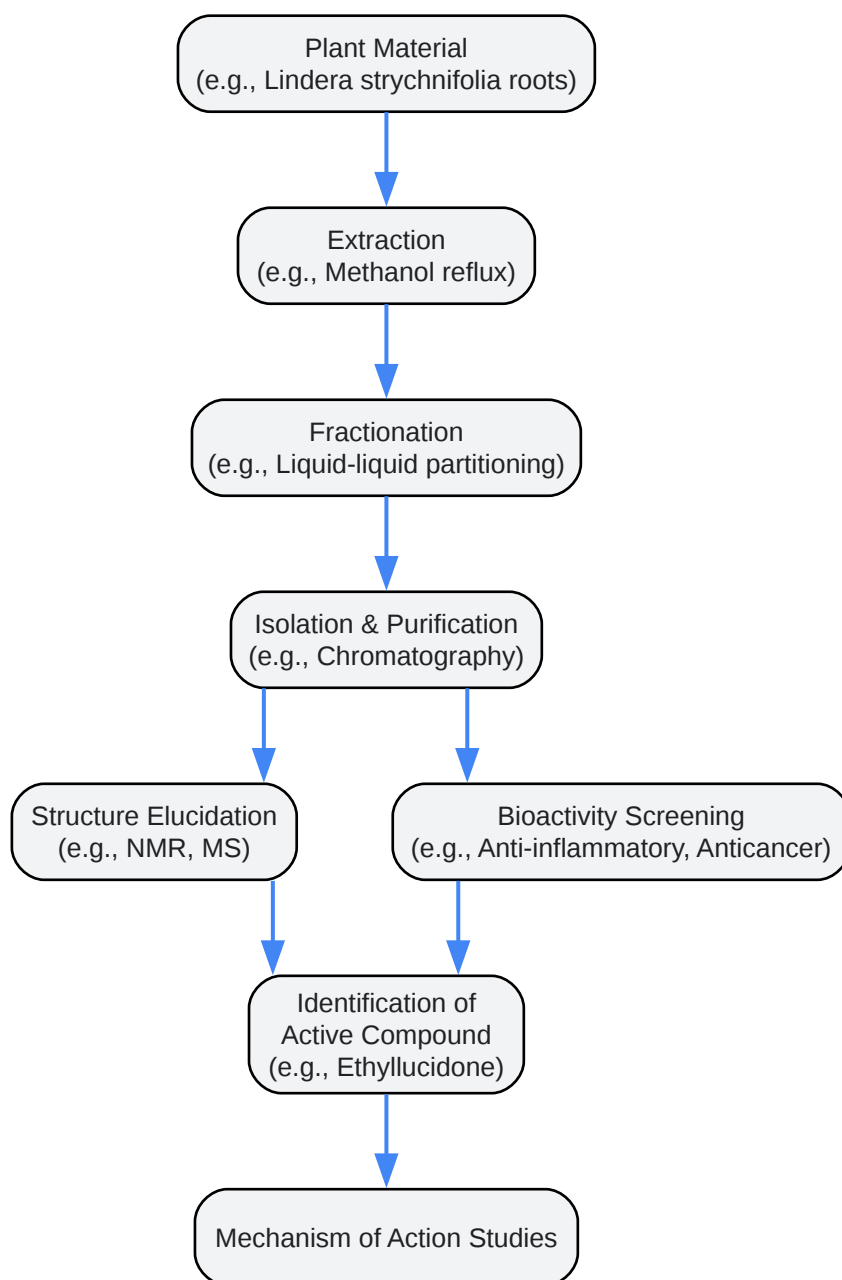 Plant Material
(e.g., Lindera strychnifolia roots)
Extraction
(e.g., Methanol reflux)
Fractionation
(e.g., Liquid-liquid partitioning)
Isolation & Purification
(e.g., Chromatography)
Structure Elucidation
(e.g., NMR, MS)
Bioactivity Screening
(e.g., Anti-inflammatory, Anticancer)
Identification of
Active Compound
(e.g., Ethyllucidone)
Mechanism of Action Studies